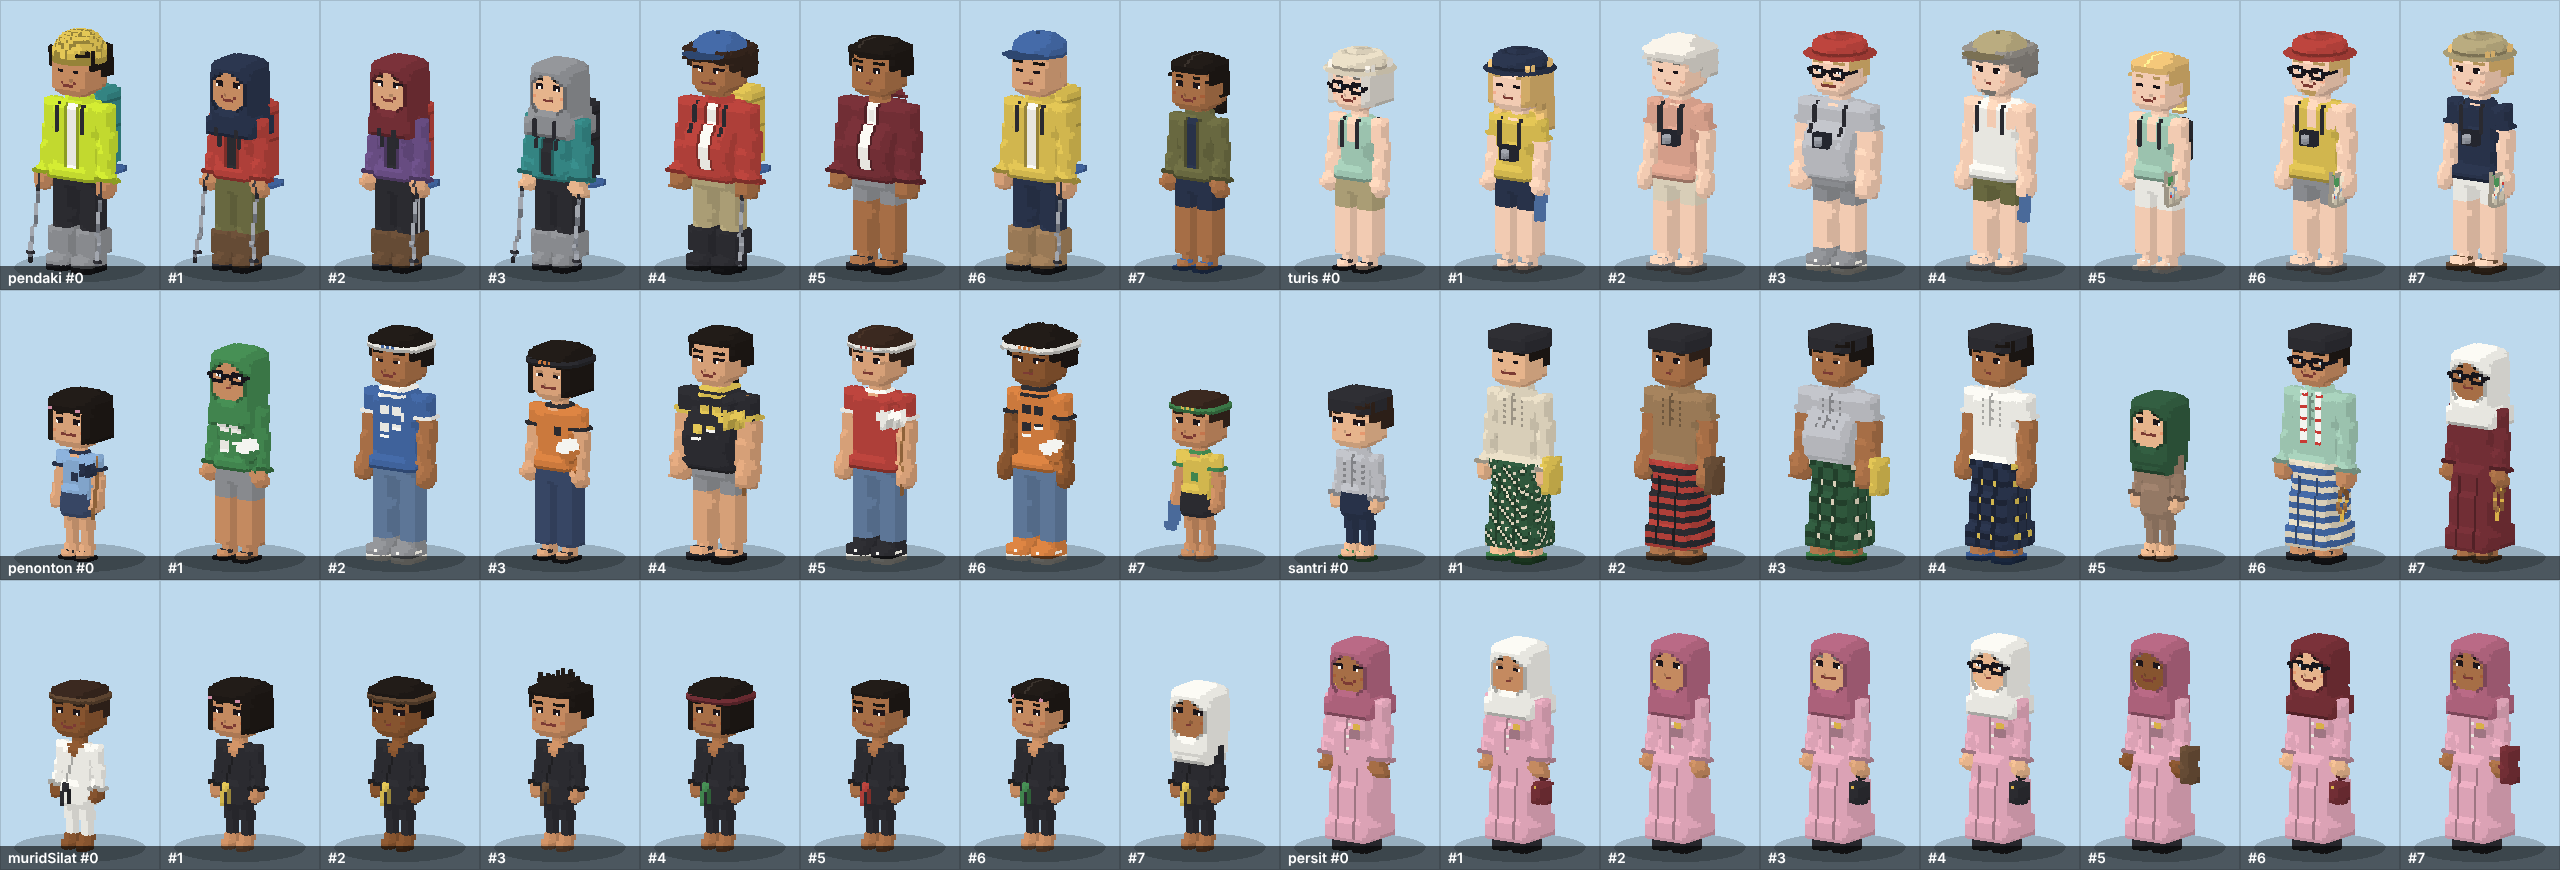 pendaki #0 #1 #2 #3 #4 #5 #6 #7 turis #0 #1 #2 #3 #4 #5 #6 #7
penonton #0 #1 #2 #3 #4 #5 #6 #7 santri #0 #1 #2 #3 #4 #5 #6 #7
muridSilat #0 #1 #2 #3 #4 #5 #6 #7 persit #0 #1 #2 #3 #4 #5 #6 #7